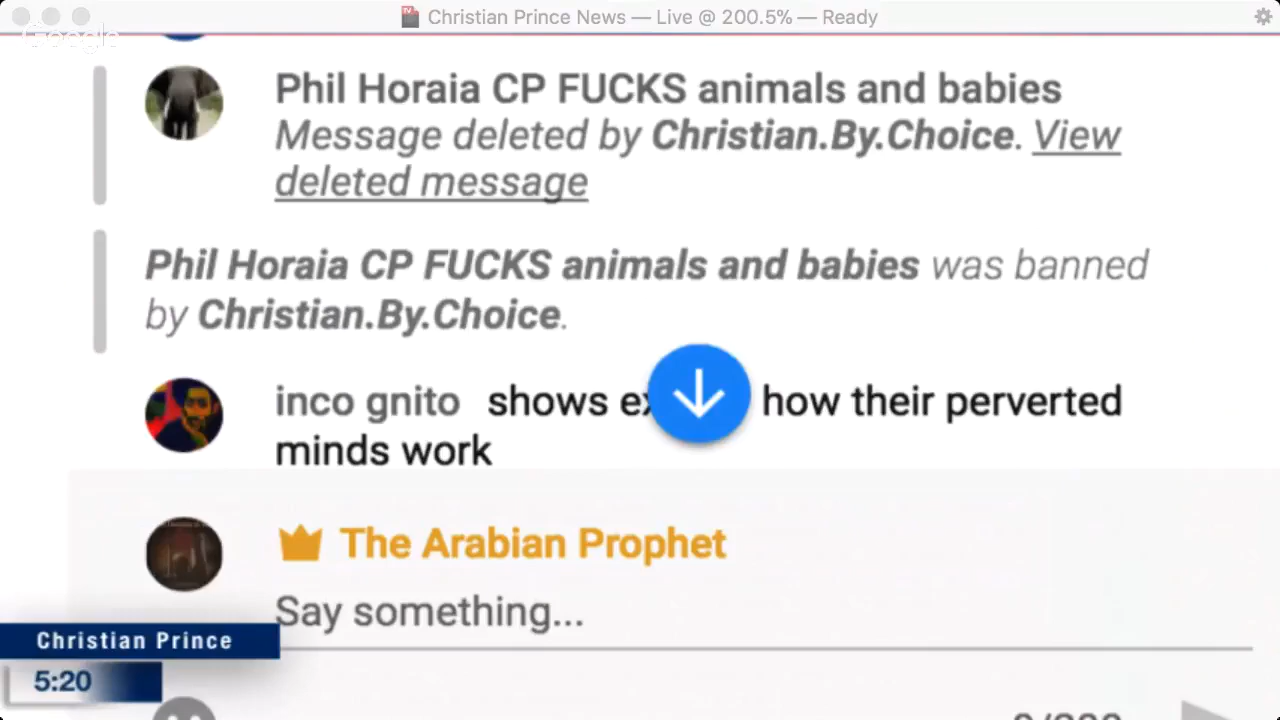 Christian Prince News — Live @ 200.5% — Ready
Google
Phil Horaia CP FUCKS animals and babies
Message deleted by Christian.By.Choice. View
deleted message
Phil Horaia CP FUCKS animals and babies was banned
by Christian.By.Choice.
inco gnito shows how their perverted
minds work
The Arabian Prophet
Say something...
Christian Prince
5:20